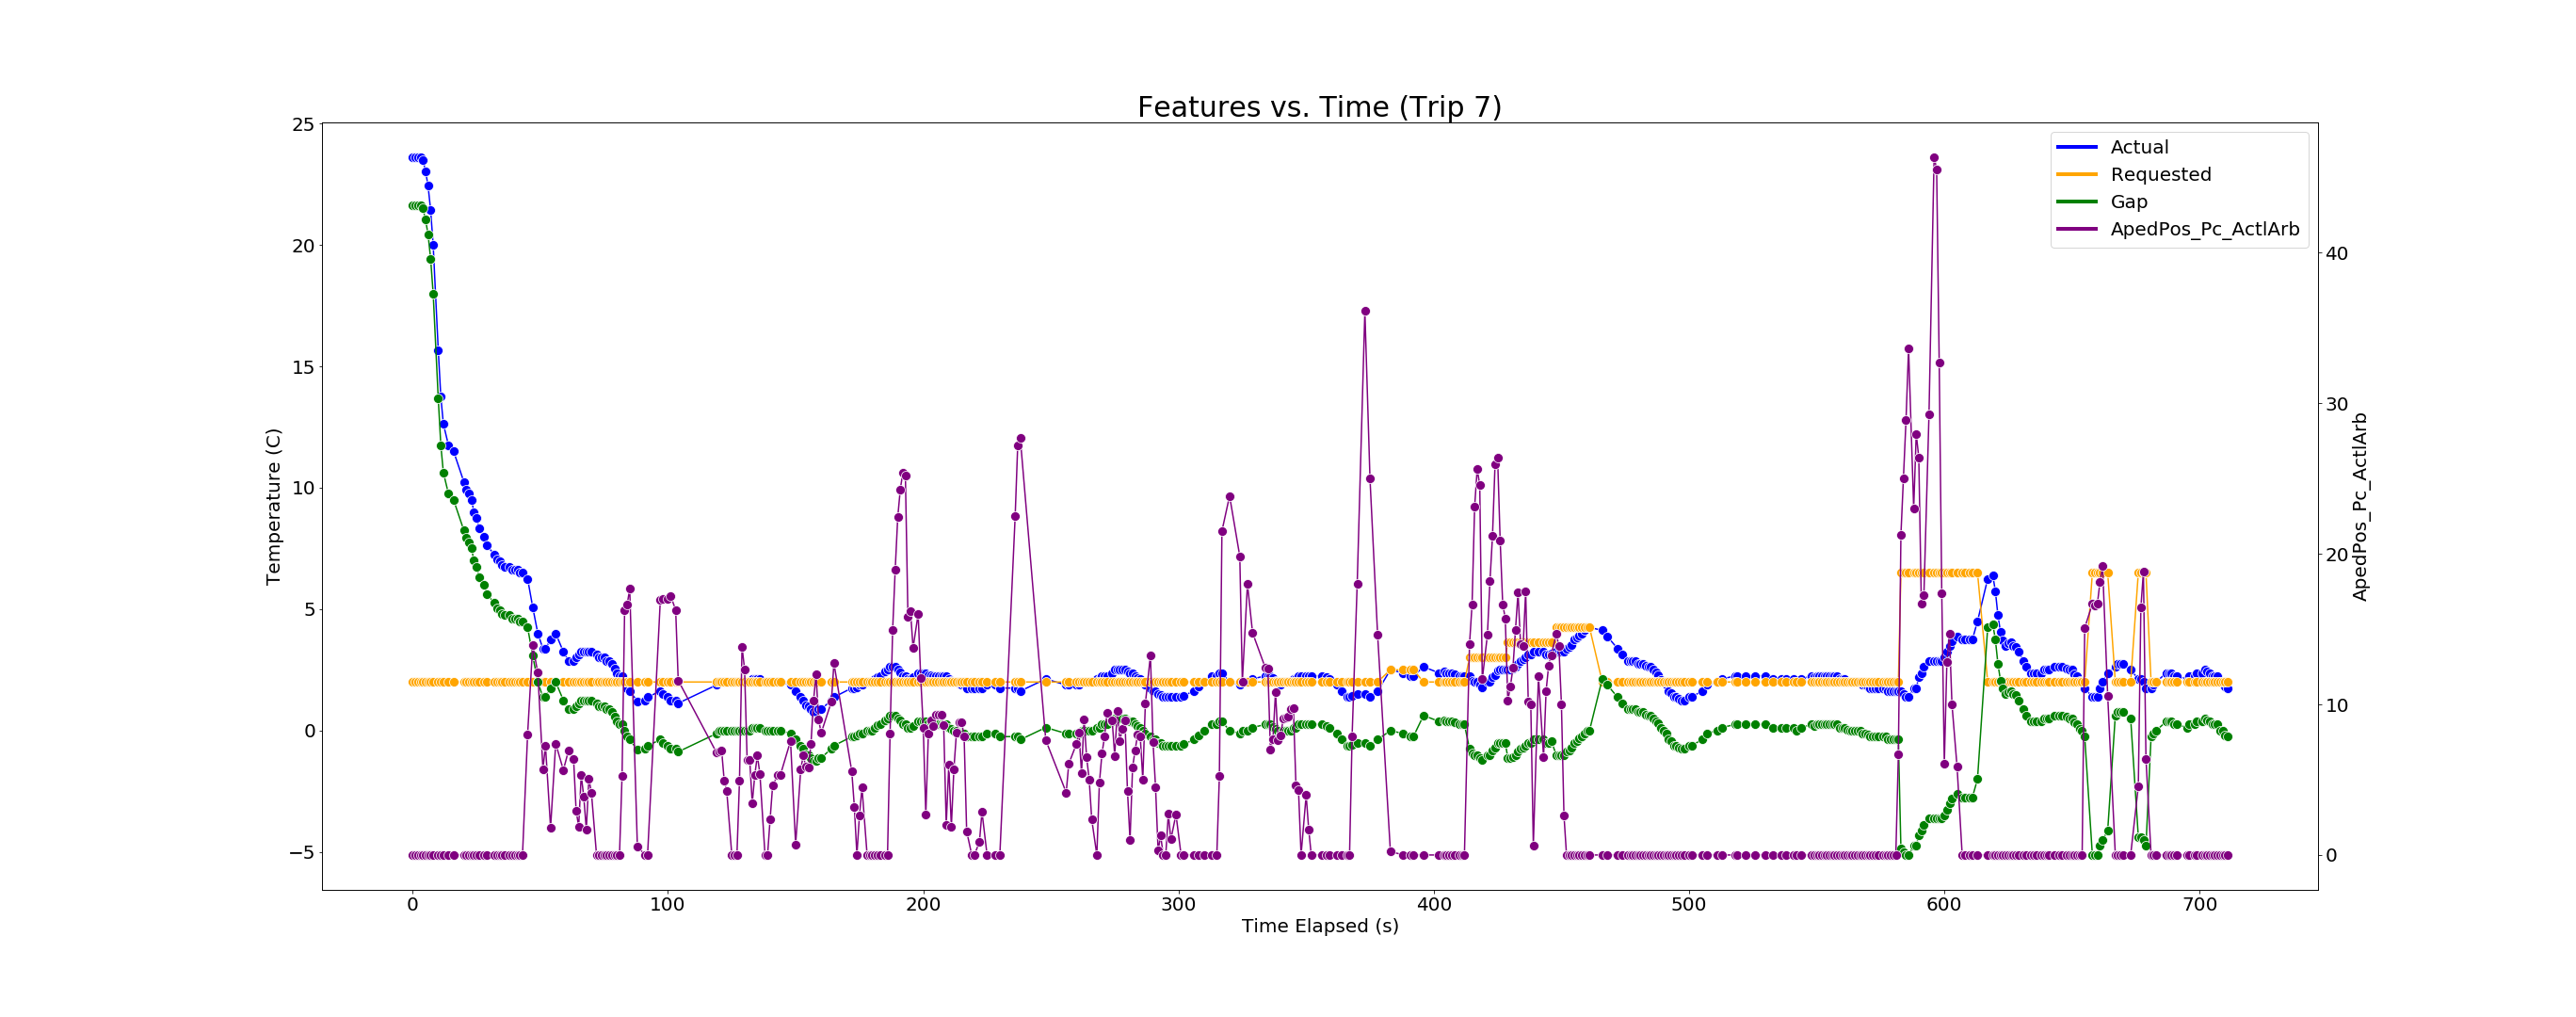 Features vs. Time (Trip 7)
25
20
15
10
5
0
−5
Temperature (C)
Actual
Requested
Gap
ApedPos_Pc_ActlArb
40
30
20
10
0
ApedPos_Pc_ActlArb
0 100 200 300 400 500 600 700
Time Elapsed (s)